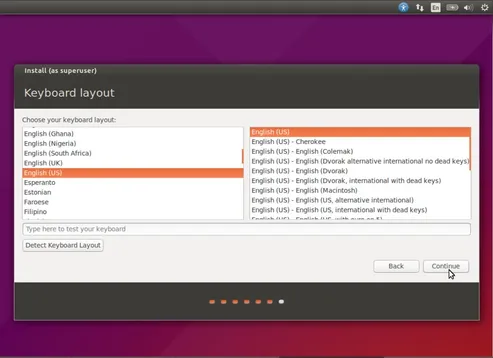 En
Install (as superuser)
Keyboard layout
Choose your keyboard layout:
English (Ghana)
English (Nigeria)
English (South Africa)
English (UK)
English (US)
Esperanto
Estonian
Faroese
Filipino
English (US)
English (US) - Cherokee
English (US) - English (Colemak)
English (US) - English (Dvorak alternative international no dead keys)
English (US) - English (Dvorak)
English (US) - English (Dvorak, international with dead keys)
English (US) - English (Macintosh)
English (US) - English (US, alternative international)
English (US) - English (US, international with dead keys)
Type here to test your keyboard
Detect Keyboard Layout
Back
Continue